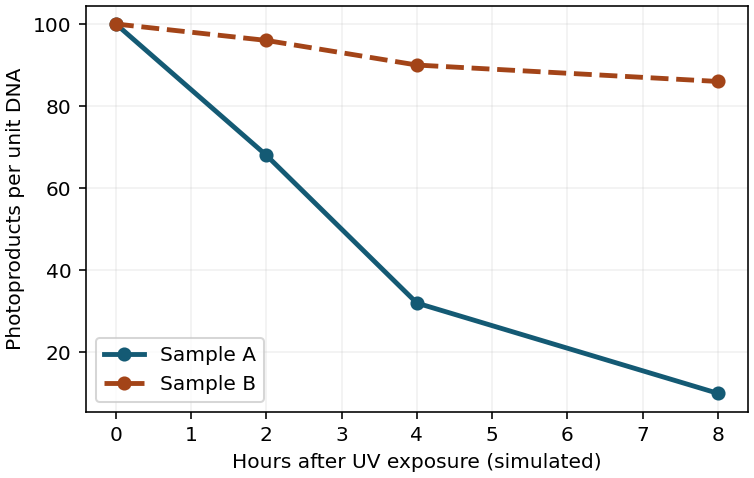 Photoproducts per unit DNA
100
80
60
40
20
Sample A
Sample B
0 1 2 3 4 5 6 7 8
Hours after UV exposure (simulated)